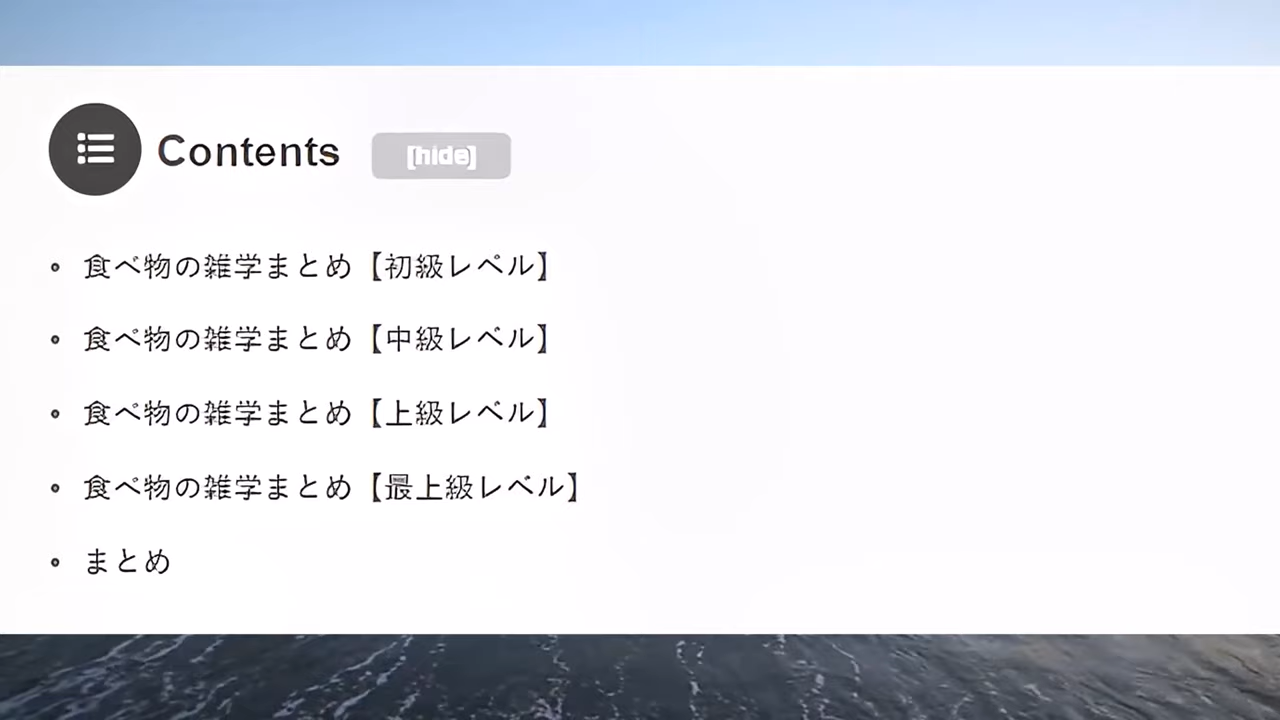 Contents [hide]
食べ物の雑学まとめ【初級レベル】
食べ物の雑学まとめ【中級レベル】
食べ物の雑学まとめ【上級レベル】
食べ物の雑学まとめ【最上級レベル】
まとめ